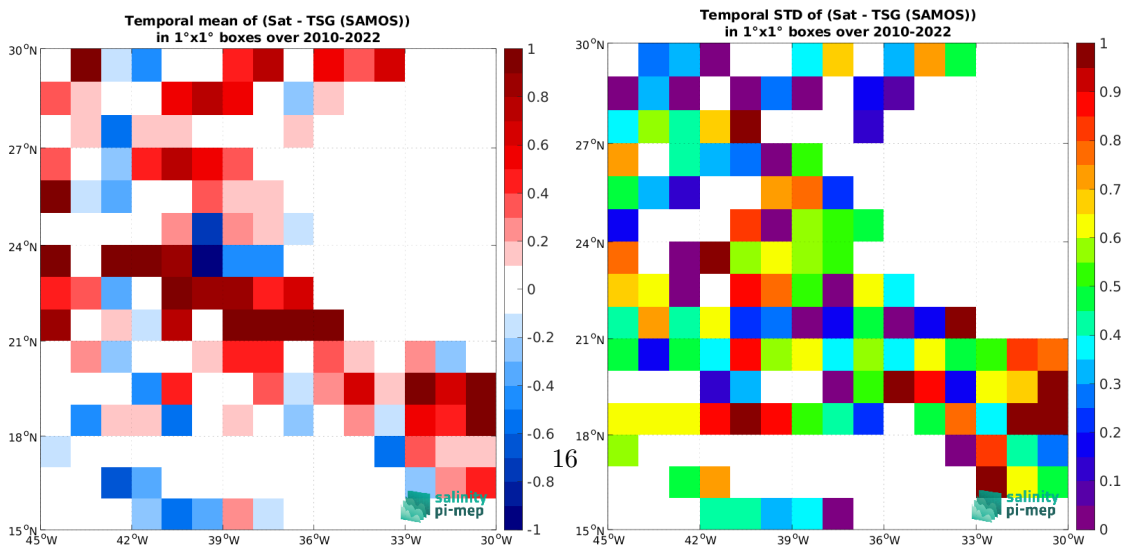 Temporal mean of (Sat - TSG (SAMOS))
in 1°x1° boxes over 2010-2022
30°N
27°N
24°N
21°N
18°N
15°N
45°W
42°W
39°W
36°W
33°W
30°W
1
0.8
0.6
0.4
0.2
0
-0.2
-0.4
-0.6
-0.8
-1
salinity
pi-mep
16
Temporal STD of (Sat - TSG (SAMOS))
in 1°x1° boxes over 2010-2022
30°N
27°N
24°N
21°N
18°N
15°N
45°W
42°W
39°W
36°W
33°W
30°W
1
0.9
0.8
0.7
0.6
0.5
0.4
0.3
0.2
0.1
0
salinity
pi-mep